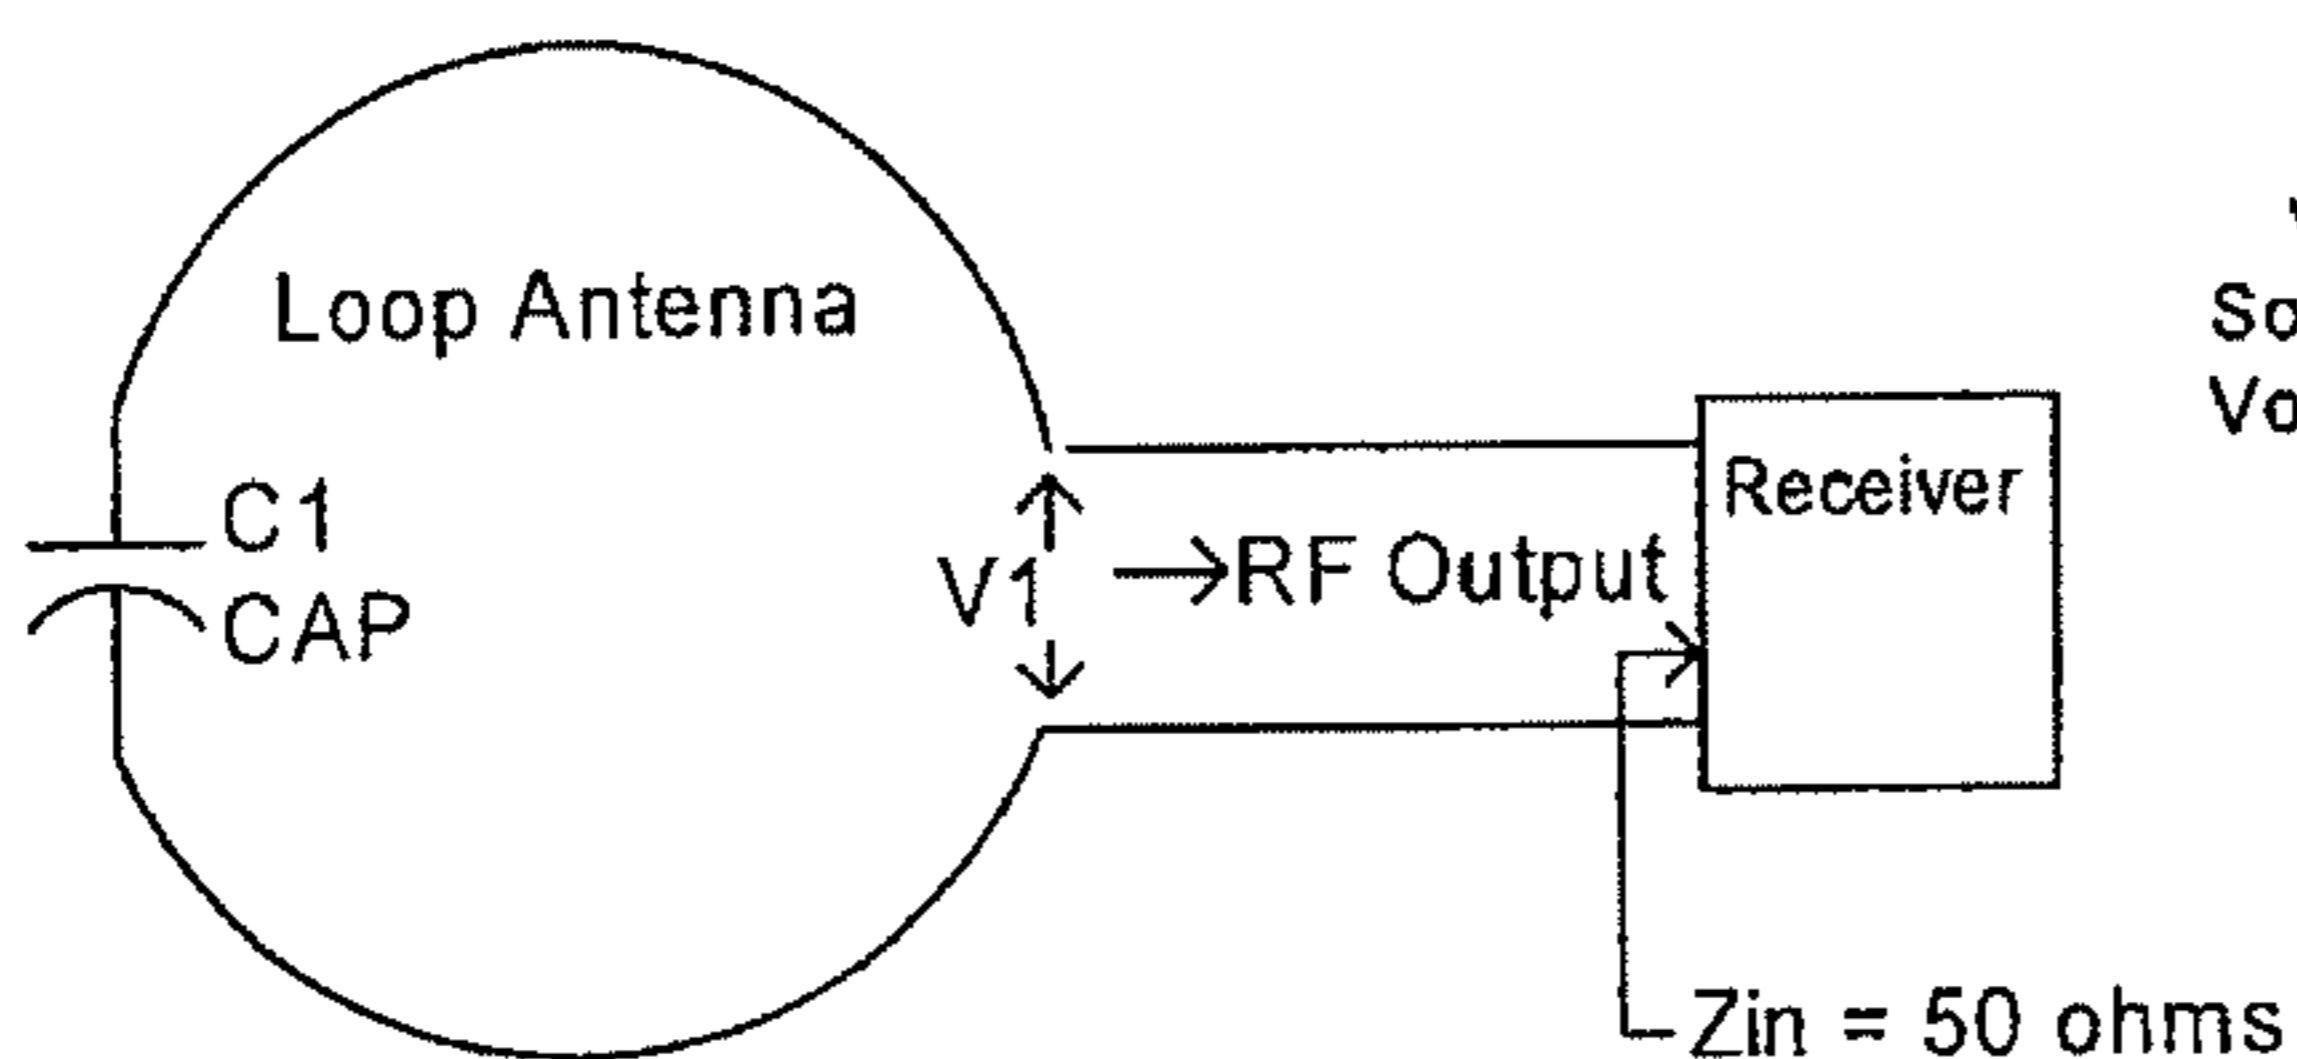 Loop Antenna
C1
CAP
V1
RF Output
Receiver
Zin = 50 ohms